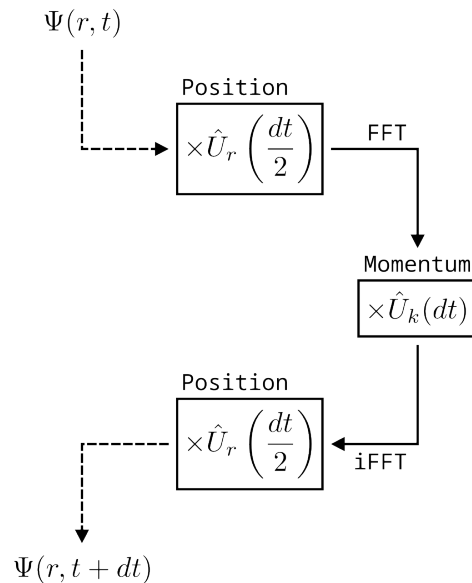 Ψ(r, t)
Position
×Û_r (dt/2)
FFT
Momentum
×Û_k(dt)
Position
×Û_r (dt/2)
iFFT
Ψ(r, t + dt)